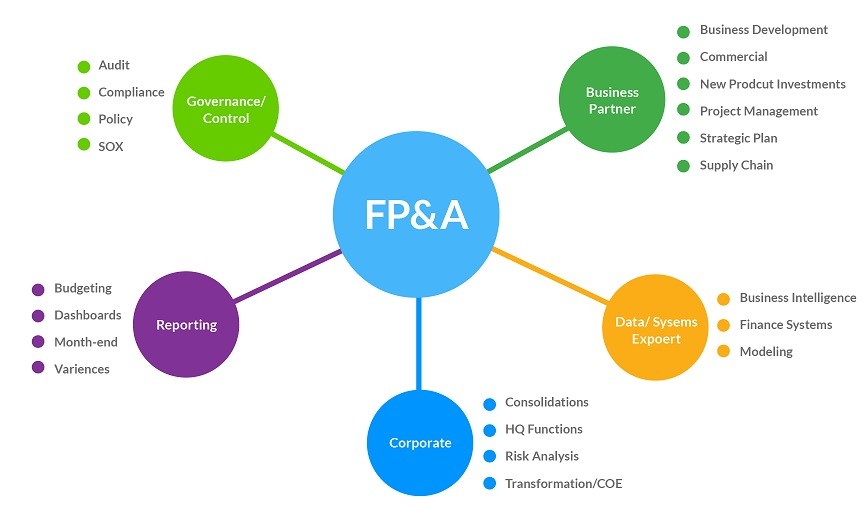 FP&A
Governance/
Control
Audit
Compliance
Policy
SOX
Business
Partner
Business Development
Commercial
New Prodcut Investments
Project Management
Strategic Plan
Supply Chain
Reporting
Budgeting
Dashboards
Month-end
Variences
Data/ Sysems
Expoert
Business Intelligence
Finance Systems
Modeling
Corporate
Consolidations
HQ Functions
Risk Analysis
Transformation/COE